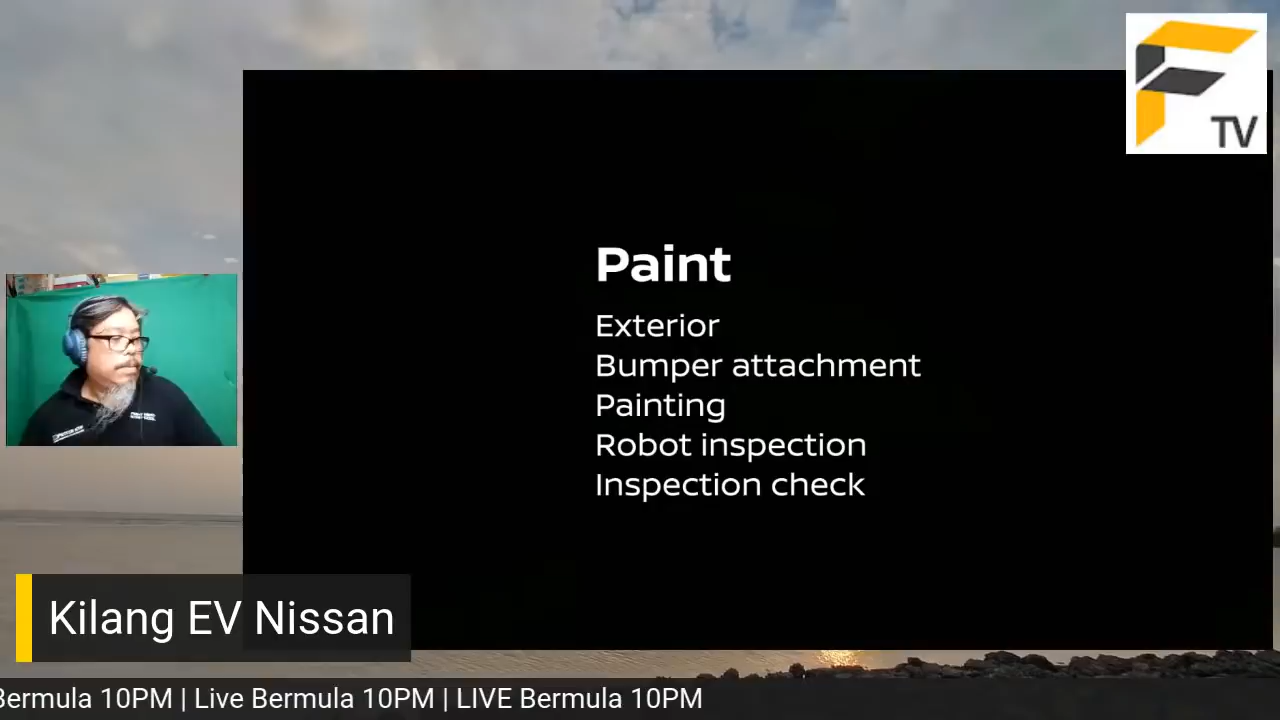 TV
Paint
Exterior
Bumper attachment
Painting
Robot inspection
Inspection check
Kilang EV Nissan
Bermula 10PM | Live Bermula 10PM | LIVE Bermula 10PM